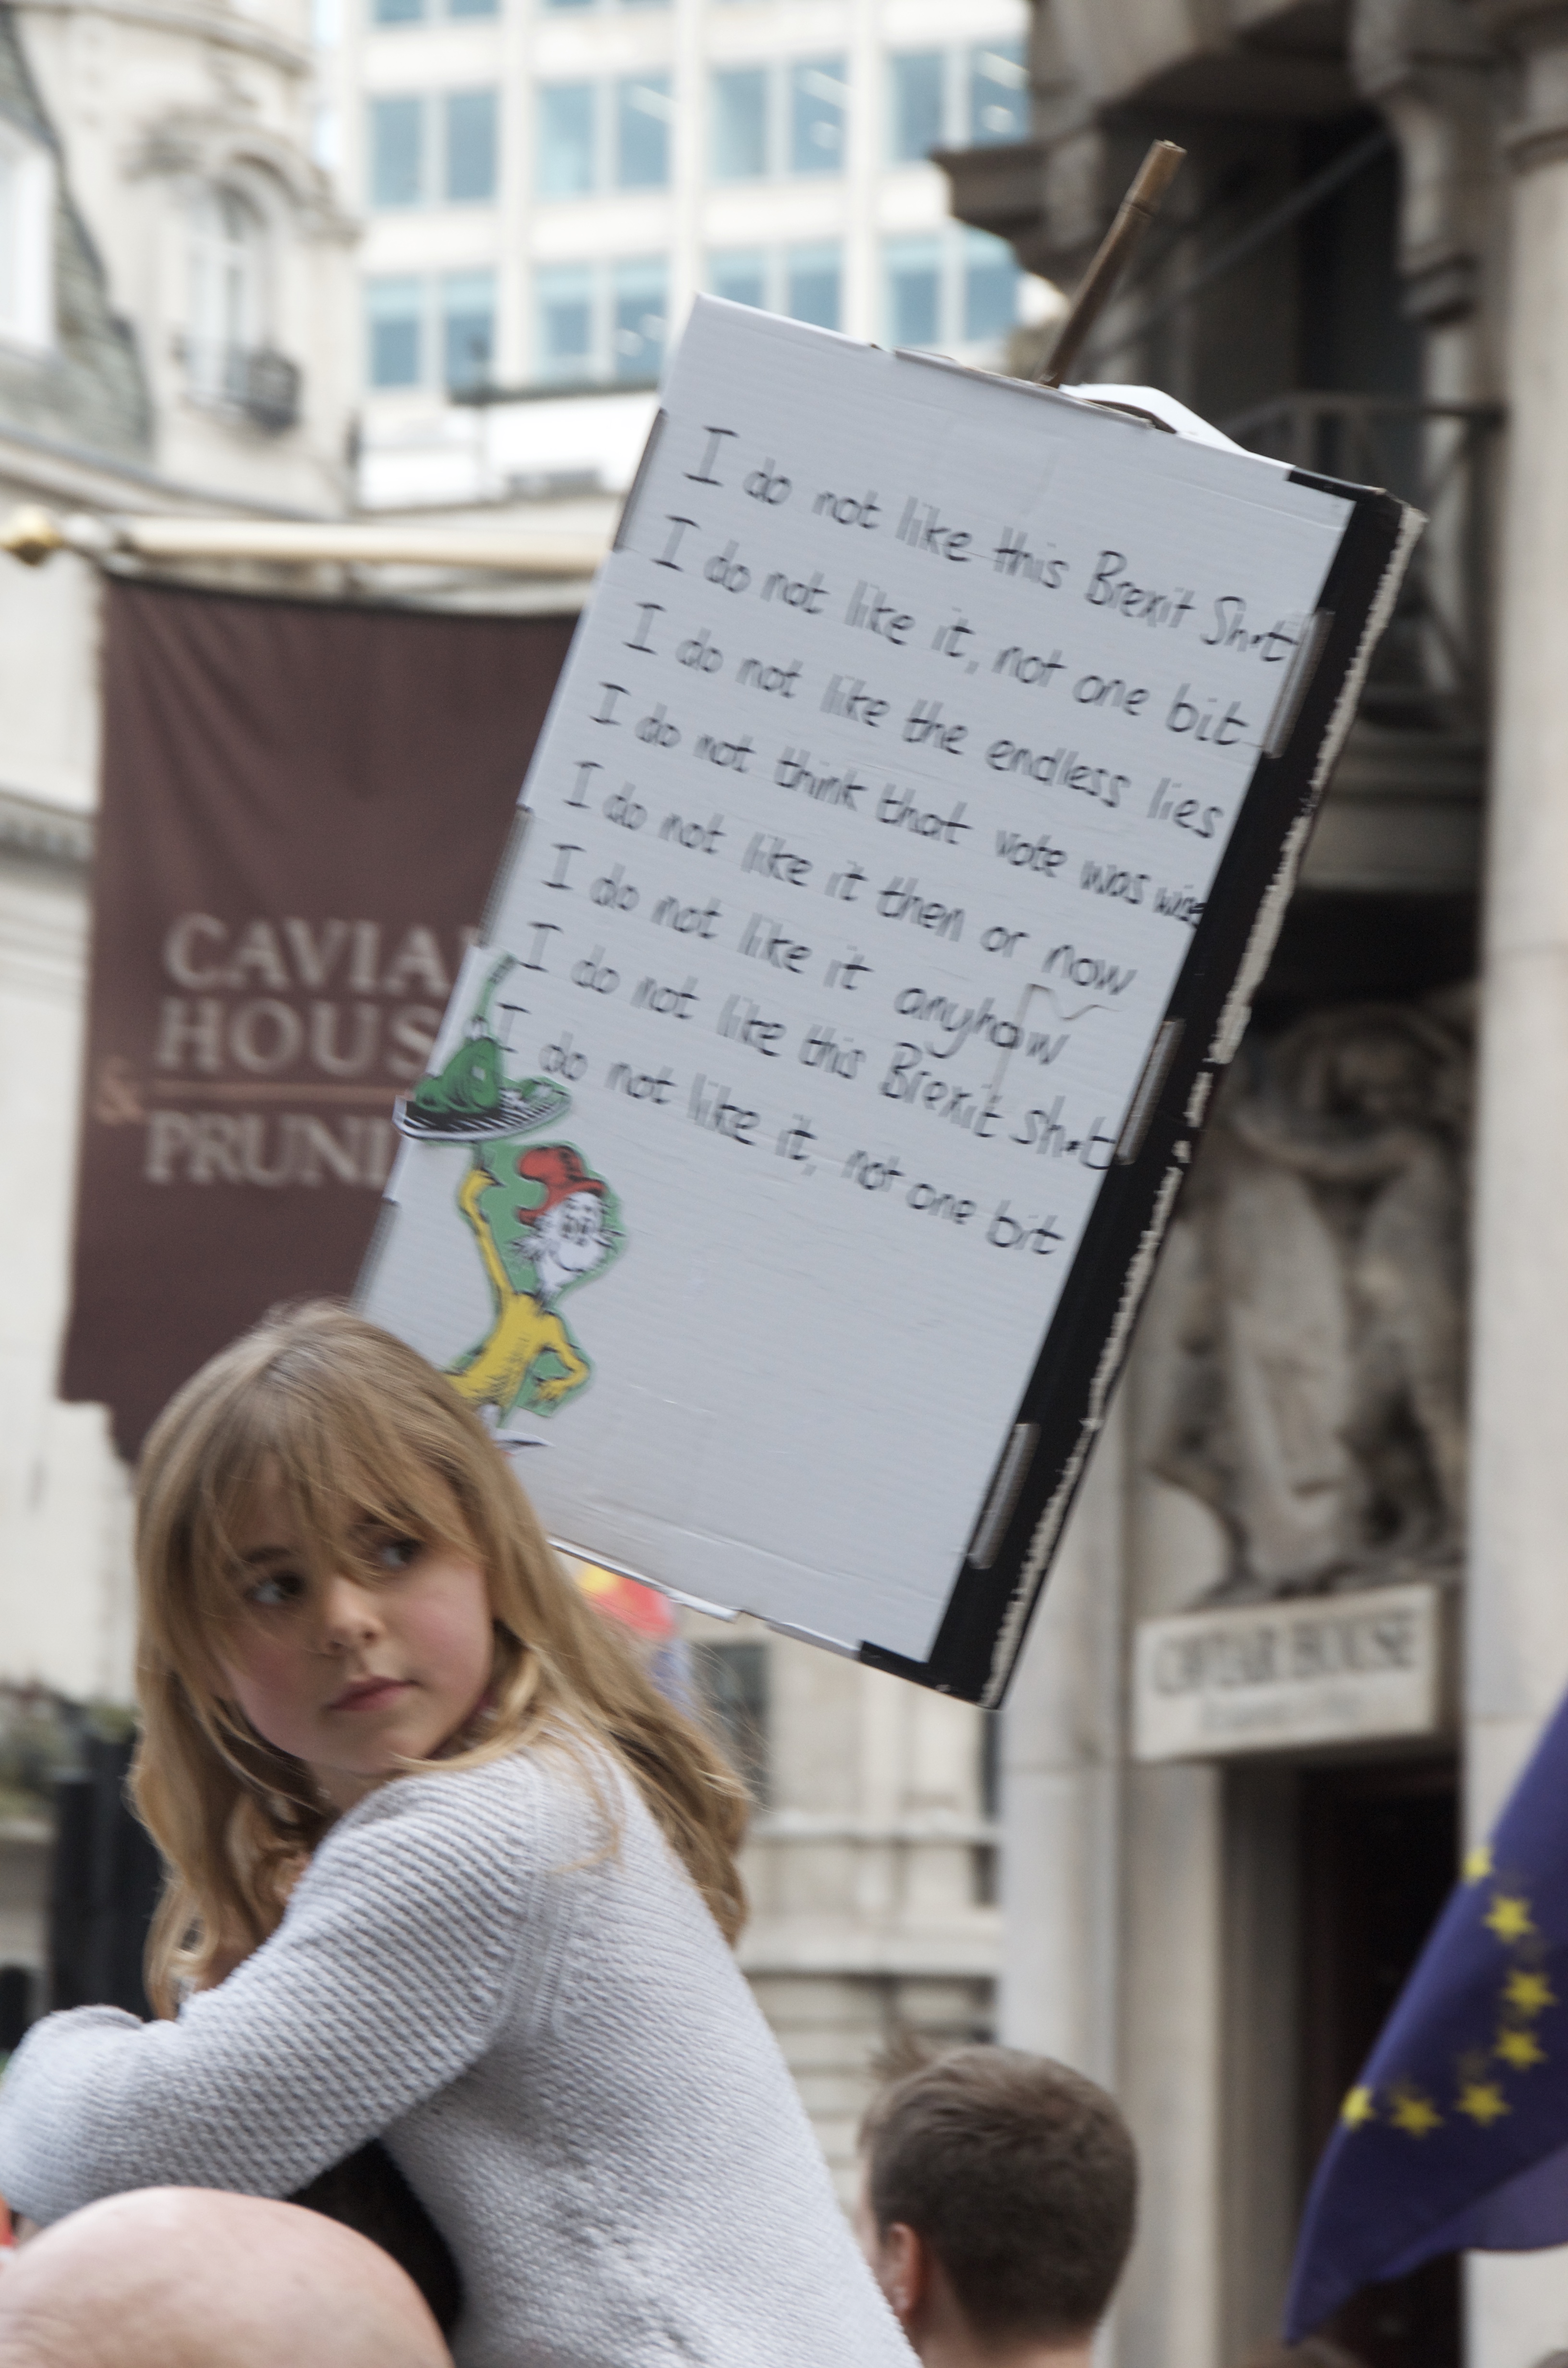 I do not like this Brexit Sh*t
I do not like it, not one bit
I do not like the endless lies
I do not think that vote was wise
I do not like it then or now
I do not like it anyhow
I do not like this Brexit Sh*t
I do not like it, not one bit
CAVIA
HOUS
&
PRUNI
HOUSE